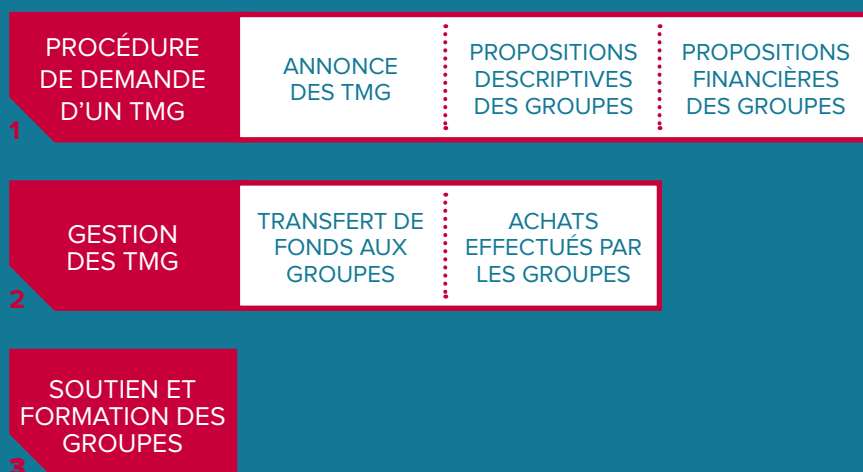 PROCÉDURE
DE DEMANDE
D'UN TMG
1
ANNONCE
DES TMG
PROPOSITIONS
DESCRIPTIVES
DES GROUPES
PROPOSITIONS
FINANCIÈRES
DES GROUPES
GESTION
DES TMG
2
TRANSFERT DE
FONDS AUX
GROUPES
ACHATS
EFFECTUÉS PAR
LES GROUPES
SOUTIEN ET
FORMATION DES
GROUPES
3